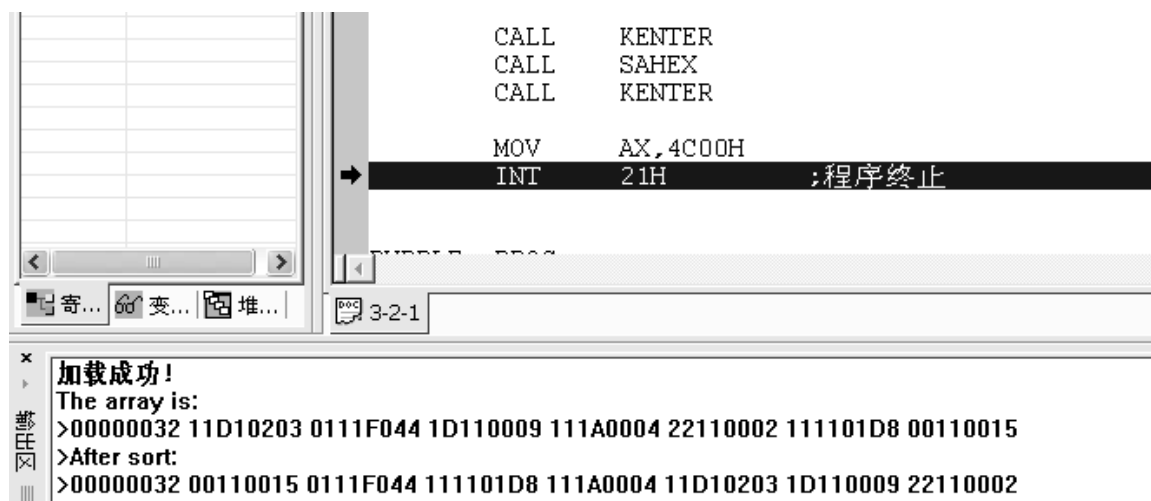 CALL KENTER
CALL SAHEX
CALL KENTER
MOV AX,4C00H
INT 21H ;程序终止
寄... 变... 堆...
3-2-1
加载成功!
The array is:
>00000032 11D10203 0111F044 1D110009 111A0004 22110002 111101D8 00110015
>After sort:
>00000032 00110015 0111F044 111101D8 111A0004 11D10203 1D110009 22110002